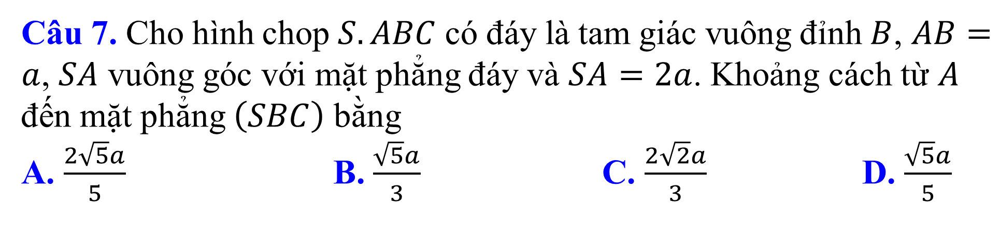 Câu 7. Cho hình chop S. ABC có đáy là tam giác vuông đỉnh B, AB =
a, SA vuông góc với mặt phẳng đáy và SA = 2a. Khoảng cách từ A
đến mặt phẳng (SBC) bằng
A. \frac{2\sqrt{5}a}{5} B. \frac{\sqrt{5}a}{3} C. \frac{2\sqrt{2}a}{3} D. \frac{\sqrt{5}a}{5}